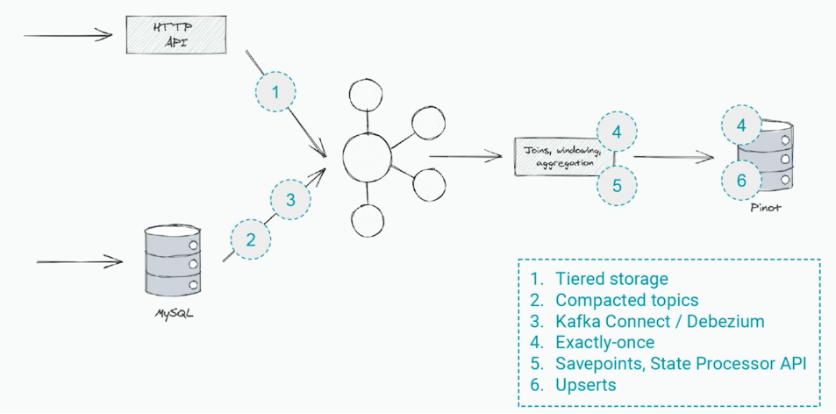 HTTP
API
1
2
3
MySQL
Joins, windowing,
aggregation
4
5
4
6
Pinot
1. Tiered storage
2. Compacted topics
3. Kafka Connect / Debezium
4. Exactly-once
5. Savepoints, State Processor API
6. Upserts